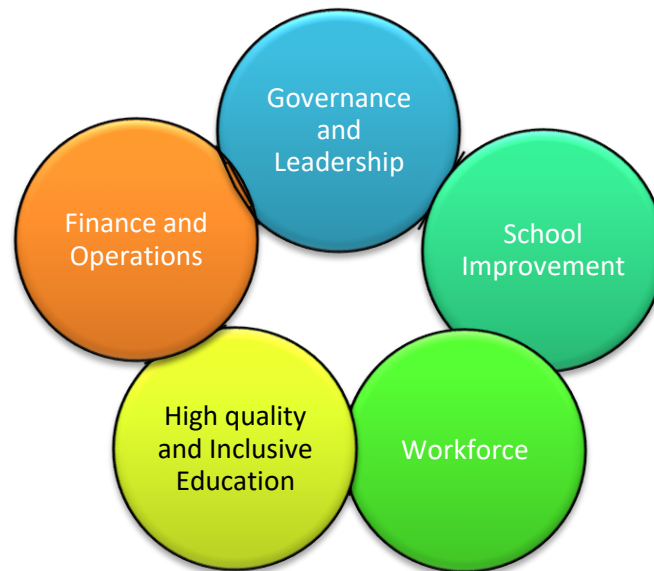 Governance
and
Leadership
School
Improvement
Workforce
High quality
and Inclusive
Education
Finance and
Operations